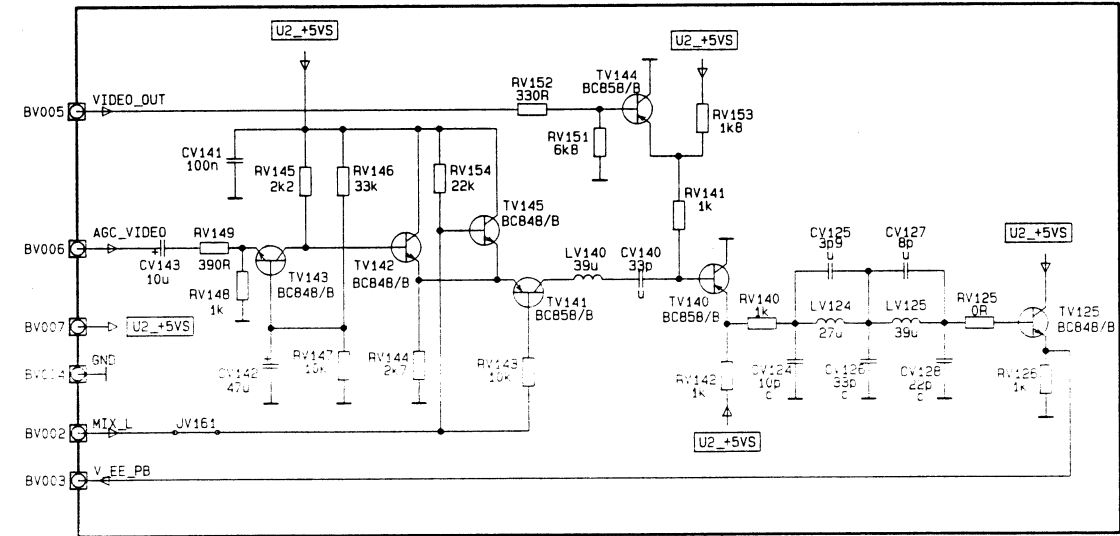 U2_+5VS
U2_+5VS
TV144
BC858/B
RV152
330R
BV005
VIDEO_OUT
RV153
1k8
RV151
6k8
CV141
100n
RV145
2k2
RV146
33k
RV154
22k
RV141
1k
TV145
BC848/B
BV006
AGC_VIDEO
RV149
390R
CV143
10u
TV143
BC848/B
TV142
BC848/B
LV140
39u
CV140
33p
u
CV125
3p9
u
CV127
8p
u
U2_+5VS
RV148
1k
TV141
BC858/B
TV140
BC858/B
RV140
1k
LV124
27u
LV125
39u
RV125
0R
TV125
BC848/B
BV007
U2_+5VS
BV004
GND
CV142
47u
RV147
10k
RV144
2k7
RV143
10k
RV142
1k
CV124
10p
c
CV126
33p
c
CV128
22p
c
RV126
1k
BV002
MIX_L
JV161
U2_+5VS
BV003
V_EE_PB